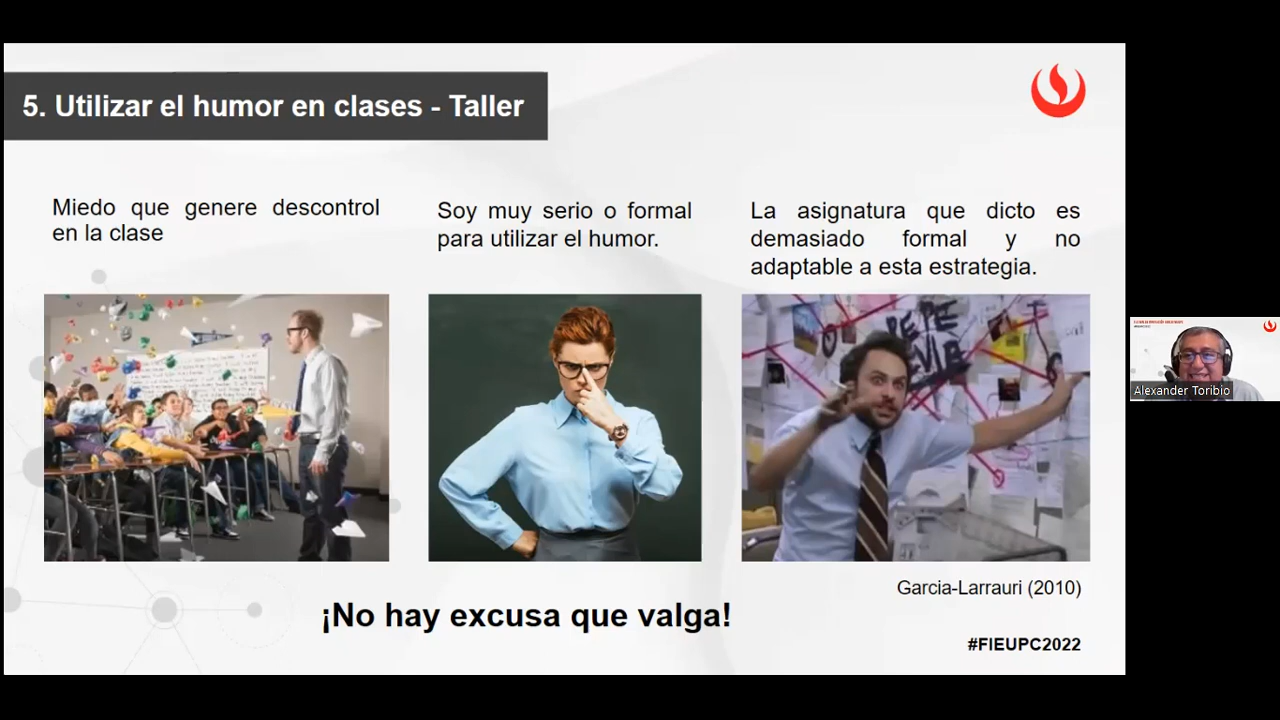 5. Utilizar el humor en clases - Taller
Miedo que genere descontrol
en la clase
Soy muy serio o formal
para utilizar el humor.
La asignatura que dicto es
demasiado formal y no
adaptable a esta estrategia.
PEPE
SILVIA
Garcia-Larrauri (2010)
¡No hay excusa que valga!
#FIEUPC2022
Alexander Toribio